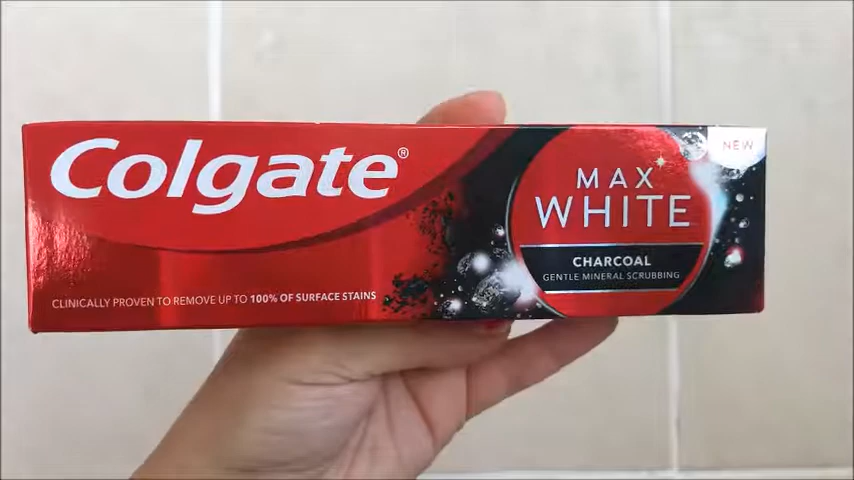 Colgate®
NEW
MAX
WHITE
CHARCOAL
GENTLE MINERAL SCRUBBING
CLINICALLY PROVEN TO REMOVE UP TO 100% OF SURFACE STAINS